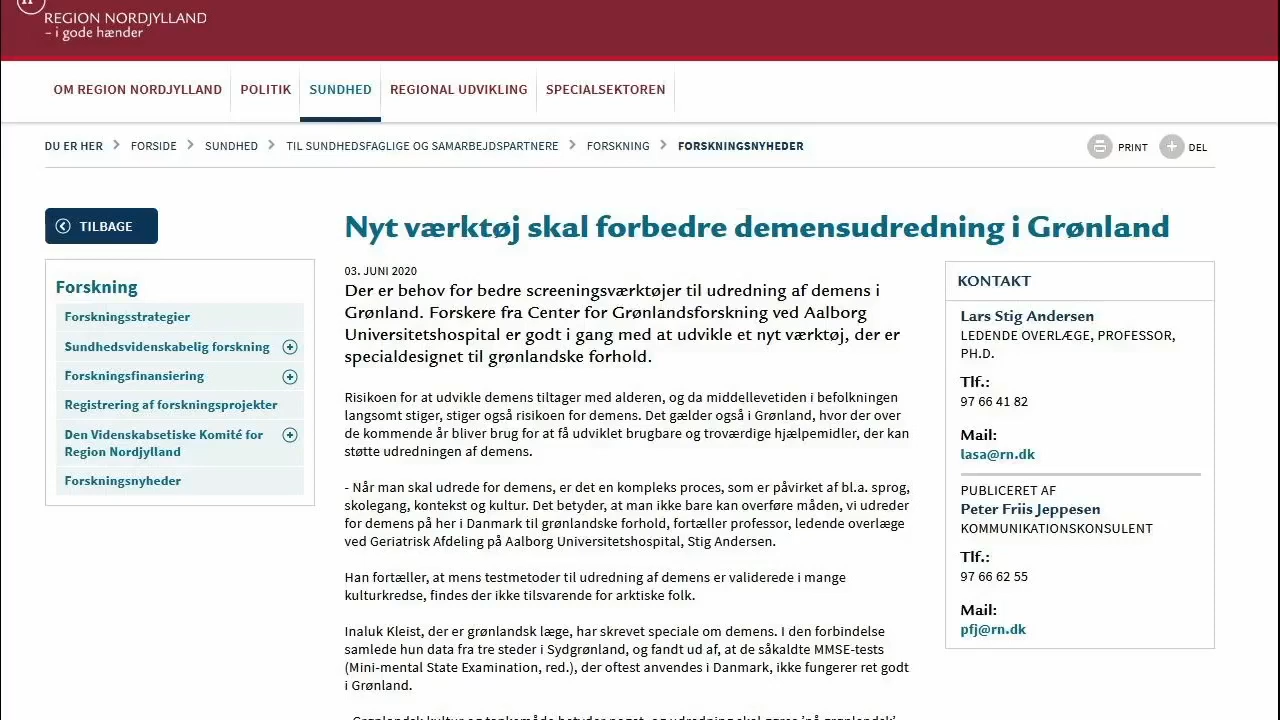 REGION NORDJYLLAND
– i gode hænder
OM REGION NORDJYLLAND
POLITIK
SUNDHED
REGIONAL UDVIKLING
SPECIALSEKTOREN
DU ER HER
FORSIDE
SUNDHED
TIL SUNDHEDSFAGLIGE OG SAMARBEJDSPARTNERE
FORSKNING
FORSKNINGSNYHEDER
PRINT
DEL
TILBAGE
Forskning
Forskningsstrategier
Sundhedsvidenskabelig forskning
Forskningsfinansiering
Registrering af forskningsprojekter
Den Videnskabsetiske Komité for
Region Nordjylland
Forskningsnyheder
Nyt værktøj skal forbedre demensudredning i Grønland
03. JUNI 2020
Der er behov for bedre screeningsværktøjer til udredning af demens i
Grønland. Forskere fra Center for Grønlandsforskning ved Aalborg
Universitetshospital er godt i gang med at udvikle et nyt værktøj, der er
specialdesignet til grønlandske forhold.
Risikoen for at udvikle demens tiltager med alderen, og da middellevetiden i befolkningen
langsomt stiger, stiger også risikoen for demens. Det gælder også i Grønland, hvor der over
de kommende år bliver brug for at få udviklet brugbare og troværdige hjælpemidler, der kan
støtte udredningen af demens.
- Når man skal udrede for demens, er det en kompleks proces, som er påvirket af bl.a. sprog,
skolegang, kontekst og kultur. Det betyder, at man ikke bare kan overføre måden, vi udreder
for demens på her i Danmark til grønlandske forhold, fortæller professor, ledende overlæge
ved Geriatrisk Afdeling på Aalborg Universitetshospital, Stig Andersen.
Han fortæller, at mens testmetoder til udredning af demens er validerede i mange
kulturkredse, findes der ikke tilsvarende for arktiske folk.
Inaluk Kleist, der er grønlandsk læge, har skrevet speciale om demens. I den forbindelse
samlede hun data fra tre steder i Sydgrønland, og fandt ud af, at de såkaldte MMSE-tests
(Mini-mental State Examination, red.), der oftest anvendes i Danmark, ikke fungerer ret godt
i Grønland.
KONTAKT
Lars Stig Andersen
LEDENDE OVERLÆGE, PROFESSOR,
PH.D.
Tlf.:
97 66 41 82
Mail:
lasa@rn.dk
PUBLICERET AF
Peter Friis Jeppesen
KOMMUNIKATIONSKONSULENT
Tlf.:
97 66 62 55
Mail:
pfj@rn.dk